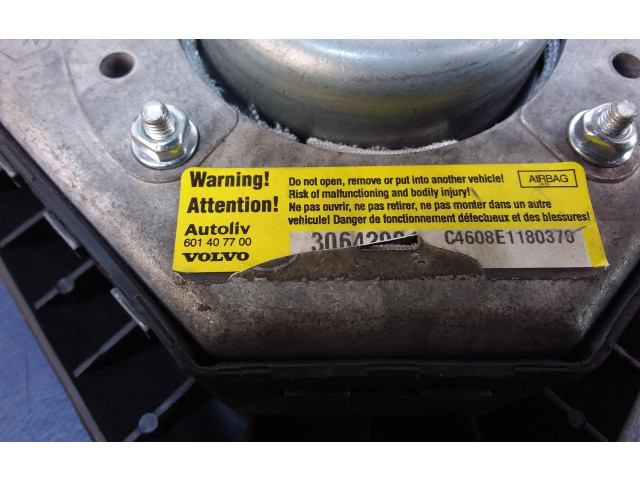 Warning!
Attention!
Do not open, remove or put into another vehicle!
Risk of malfunctioning and bodily injury!
Ne pas ouvrir, ne pas retirer, ne pas mettre dans un autre
vehicule! Danger de fonctionnement défectueux et des blessures!
AIRBAG
Autoliv
601 40 77 00
VOLVO
C4608E1180370